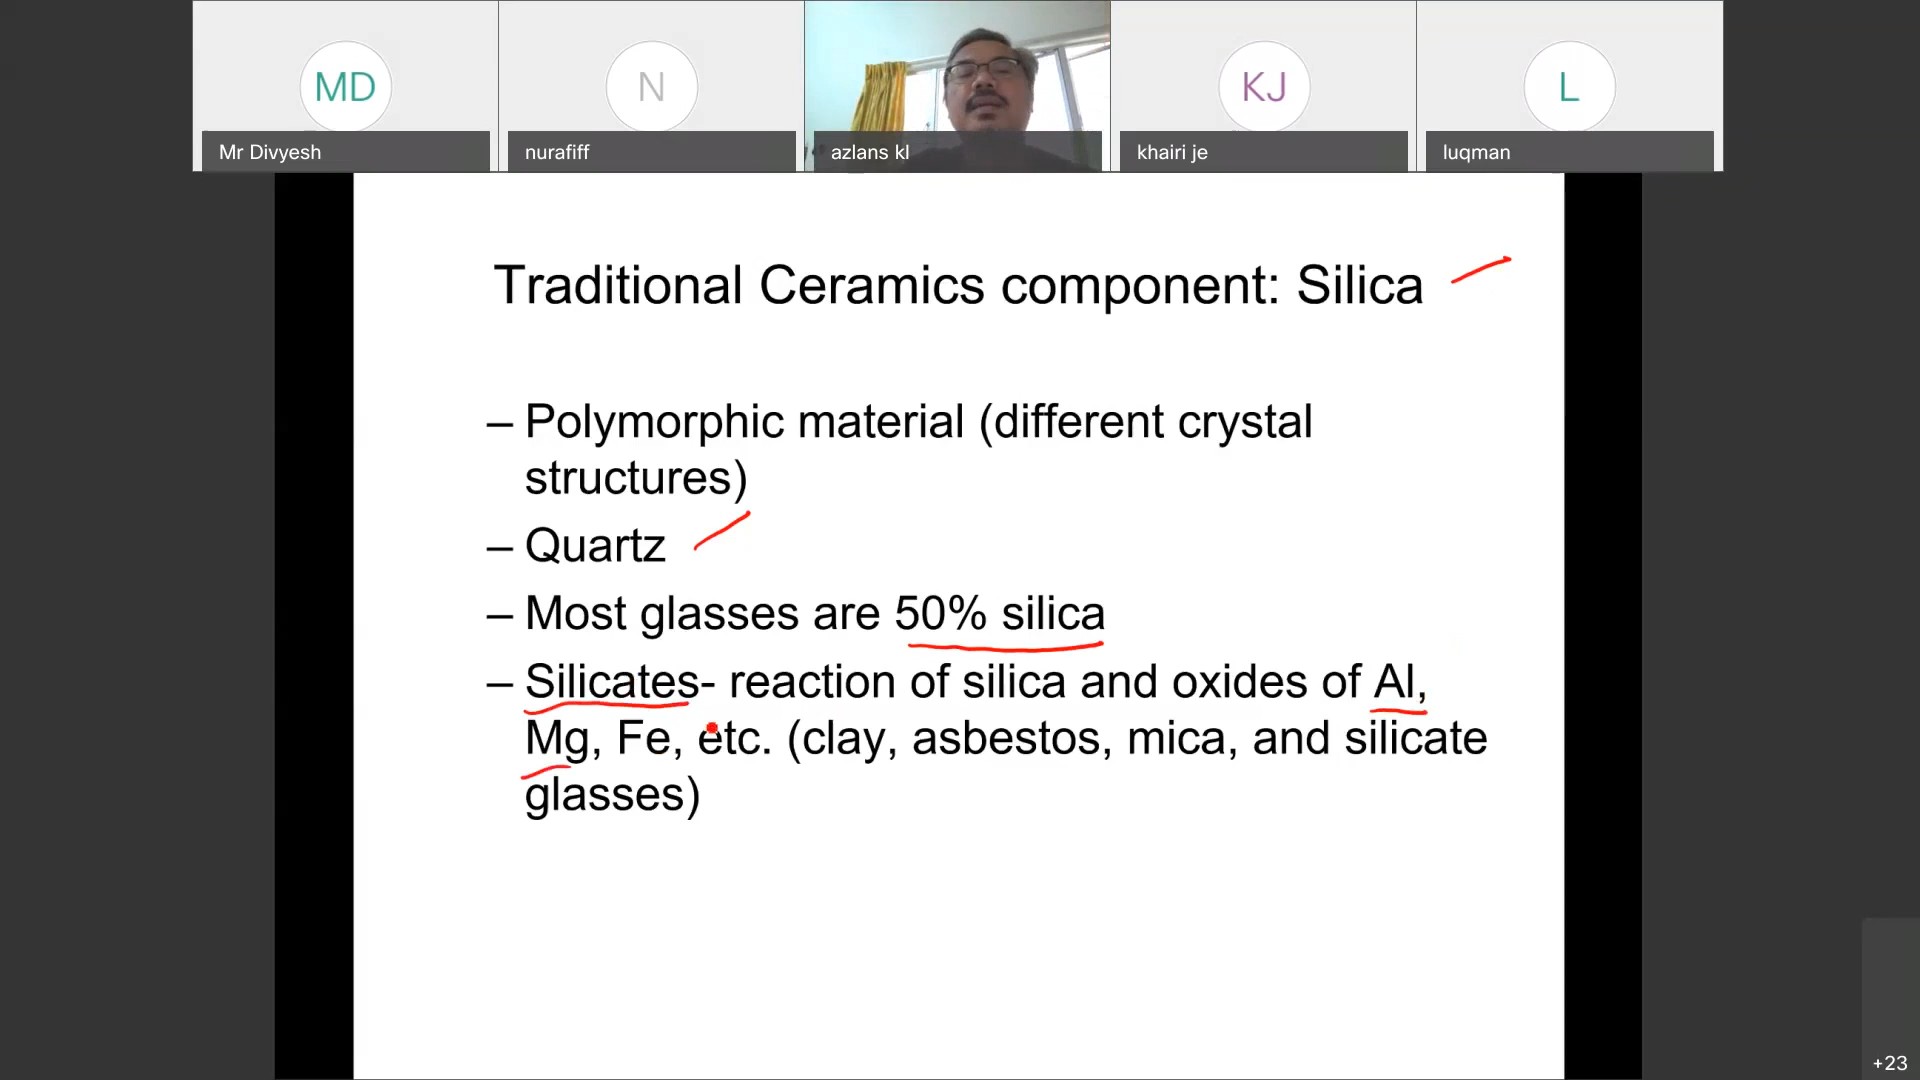 MD
N
KJ
L
Mr Divyesh
nurafiff
azlans kl
khairi je
luqman
Traditional Ceramics component: Silica
– Polymorphic material (different crystal
structures)
– Quartz
– Most glasses are 50% silica
– Silicates- reaction of silica and oxides of Al,
Mg, Fe, etc. (clay, asbestos, mica, and silicate
glasses)
+23